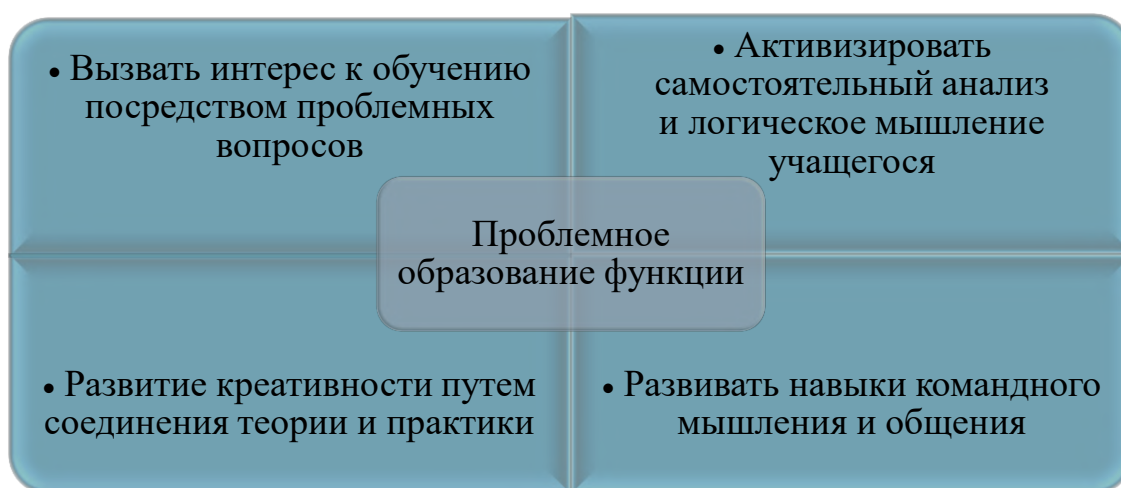 • Вызвать интерес к обучению
посредством проблемных
вопросов
• Активизировать
самостоятельный анализ
и логическое мышление
учащегося
Проблемное
образование функции
• Развитие креативности путем
соединения теории и практики
• Развивать навыки командного
мышления и общения